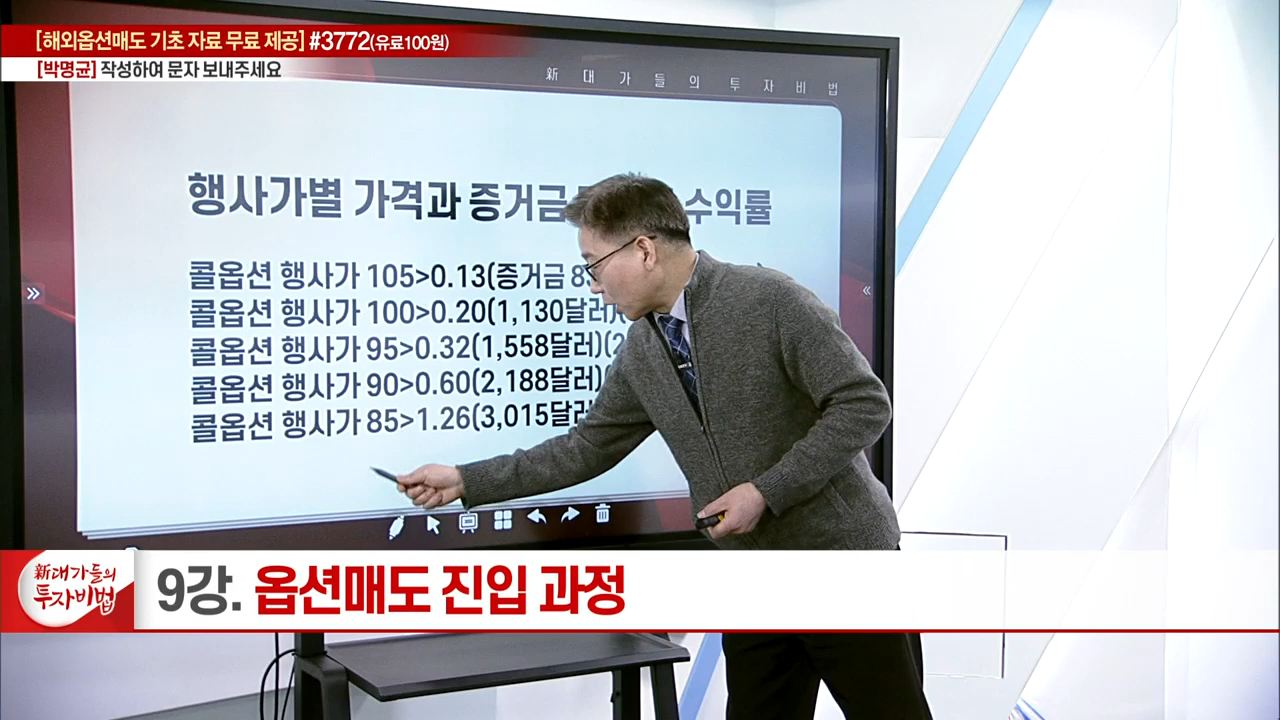 [해외옵션매도 기초 자료 무료 제공] #3772(유료100원)
[박명균] 작성하여 문자 보내주세요
新 대 가 들 의 투 자 비 법
행사가별 가격과 증거금 수익률
콜옵션 행사가 105>0.13(증거금
콜옵션 행사가 100>0.20(1,130달러)(
콜옵션 행사가 95>0.32(1,558달러)(2
콜옵션 행사가 90>0.60(2,188달러)(
콜옵션 행사가 85>1.26(3,015달러
新대가들의
투자비법
9강. 옵션매도 진입 과정